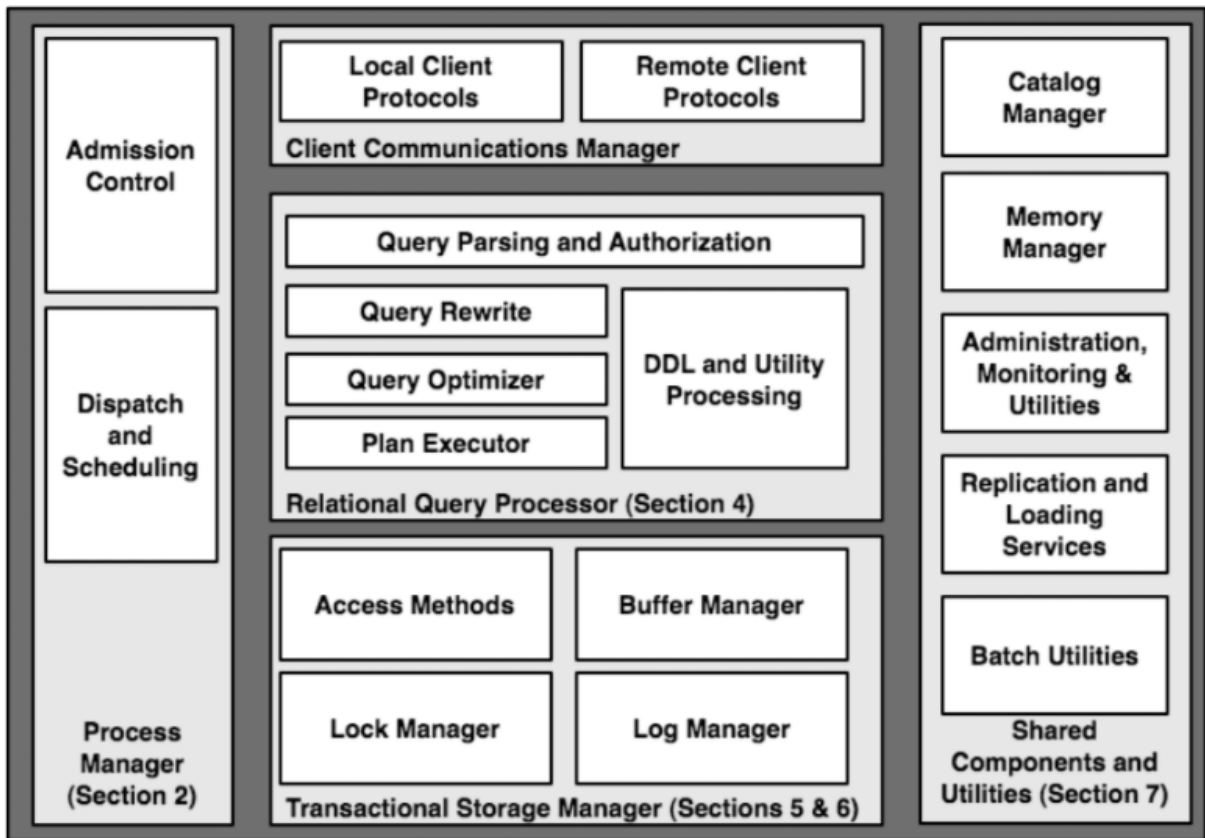 Admission
Control
Dispatch
and
Scheduling
Process
Manager
(Section 2)
Local Client
Protocols
Remote Client
Protocols
Client Communications Manager
Query Parsing and Authorization
Query Rewrite
Query Optimizer
Plan Executor
DDL and Utility
Processing
Relational Query Processor (Section 4)
Access Methods
Buffer Manager
Lock Manager
Log Manager
Transactional Storage Manager (Sections 5 & 6)
Catalog
Manager
Memory
Manager
Administration,
Monitoring &
Utilities
Replication and
Loading
Services
Batch Utilities
Shared
Components and
Utilities (Section 7)